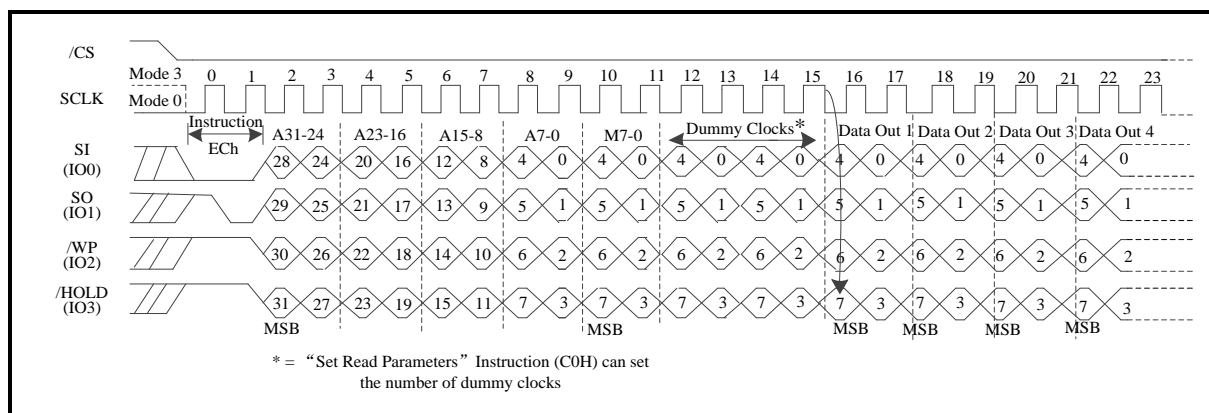 /CS
Mode 3 0 1 2 3 4 5 6 7 8 9 10 11 12 13 14 15 16 17 18 19 20 21 22 23
SCLK Mode 0
Instruction A31-24 A23-16 A15-8 A7-0 M7-0 Dummy Clocks* Data Out 1 Data Out 2 Data Out 3 Data Out 4
ECh
SI
(IO0) 28 24 20 16 12 8 4 0 4 0 4 0 4 0 4 0 4 0 4 0 4 0
SO
(IO1) 29 25 21 17 13 9 5 1 5 1 5 1 5 1 5 1 5 1 5 1 5 1
/WP
(IO2) 30 26 22 18 14 10 6 2 6 2 6 2 6 2 6 2 6 2 6 2 6 2
/HOLD
(IO3) 31 27 23 19 15 11 7 3 7 3 7 3 7 3 7 3 7 3 7 3 7 3
MSB MSB MSB MSB MSB MSB
* = “Set Read Parameters” Instruction (C0H) can set
the number of dummy clocks